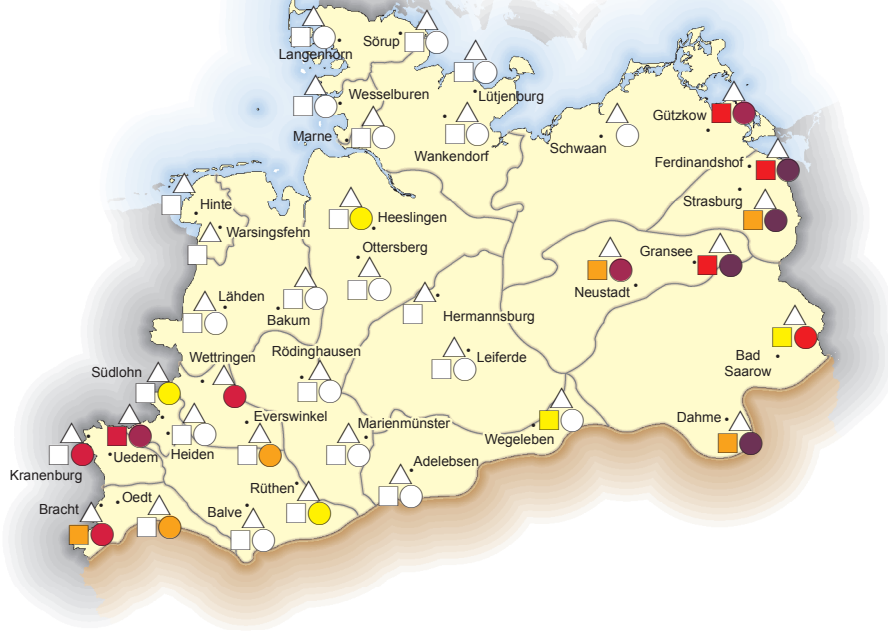 Langenhorn
Sörup
Lütjenburg
Wesselburen
Marne
Wankendorf
Schwaan
Gützkow
Ferdinandshof
Strasburg
Hinte
Warsingsfehn
Heeslingen
Ottersberg
Gransee
Neustadt
Lähden
Bakum
Hermannsburg
Bad
Saarow
Südlohn
Wettringen
Rödinghausen
Leiferde
Everswinkel
Marienmünster
Wegeleben
Dahme
Kranenburg
Uedem
Heiden
Adelebsen
Rüthen
Bracht
Oedt
Balve